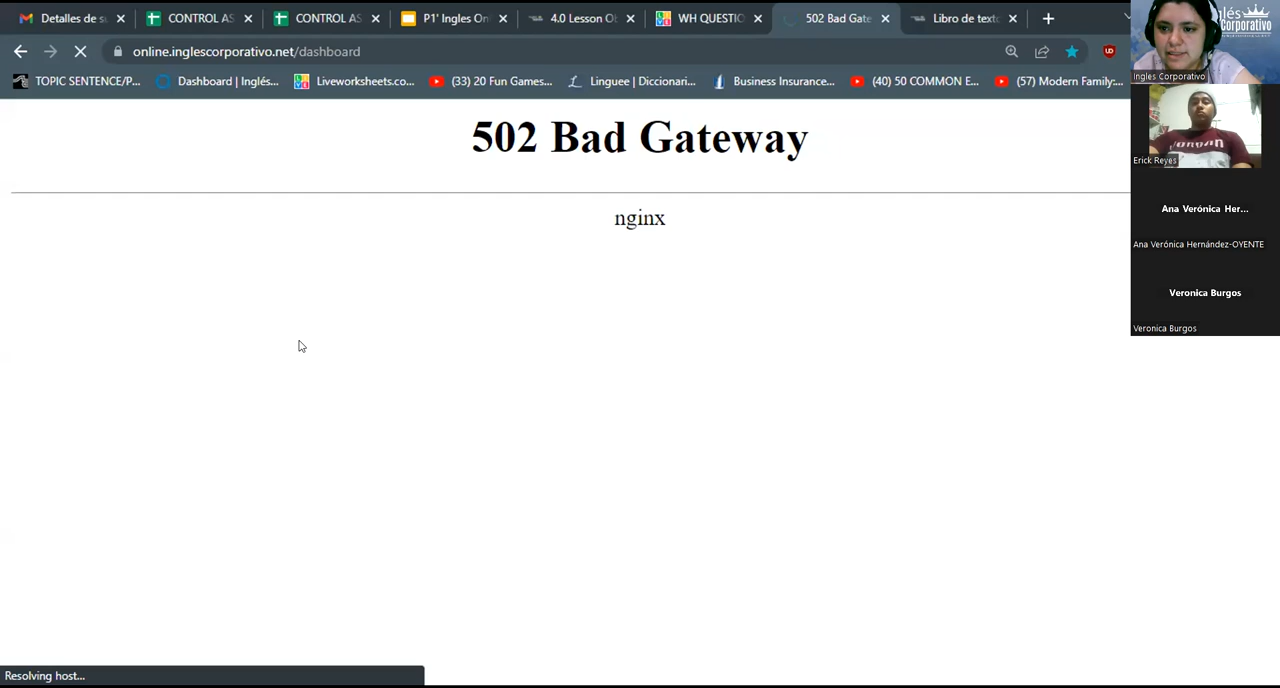 Detalles de su
CONTROL AS
CONTROL AS
P1' Ingles On
4.0 Lesson Ob
WH QUESTIO
502 Bad Gate
Libro de texto
online.inglescorporativo.net/dashboard
TOPIC SENTENCE/P...
Dashboard | Inglés...
Liveworksheets.co...
(33) 20 Fun Games...
Linguee | Diccionari...
Business Insurance...
(40) 50 COMMON E...
(57) Modern Family:...
502 Bad Gateway
nginx
Resolving host...
Ingles Corporativo
Erick Reyes
Ana Verónica Her...
Ana Verónica Hernández-OYENTE
Veronica Burgos
Veronica Burgos